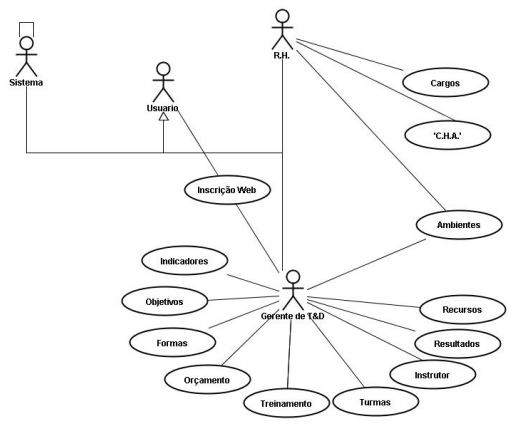 R.H.
Sistema
Cargos
Usuario
'C.H.A.'
Inscrição Web
Ambientes
Indicadores
Objetivos
Recursos
Gerente de T&D
Formas
Resultados
Instrutor
Orçamento
Treinamento
Turmas